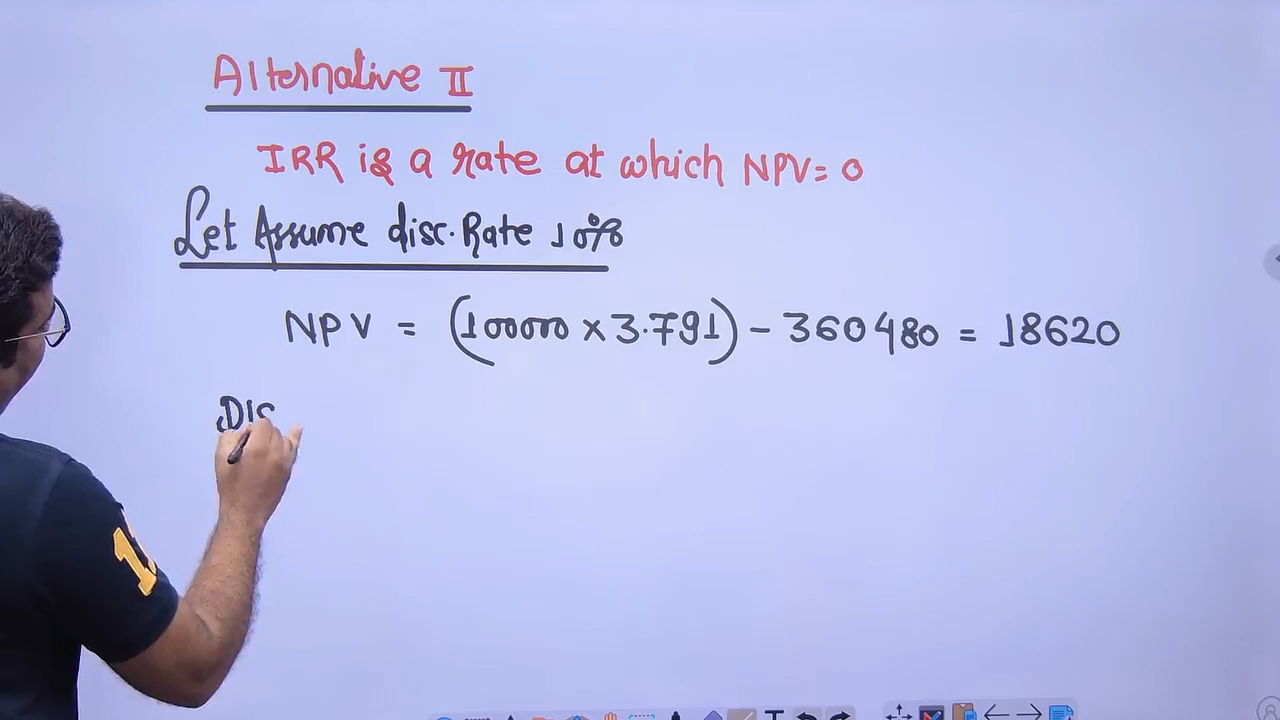 Alternative II
IRR is a rate at which NPV = 0
Let Assume disc. Rate 10%
NPV = (100000 × 3.791) - 360480 = 18620
Dis